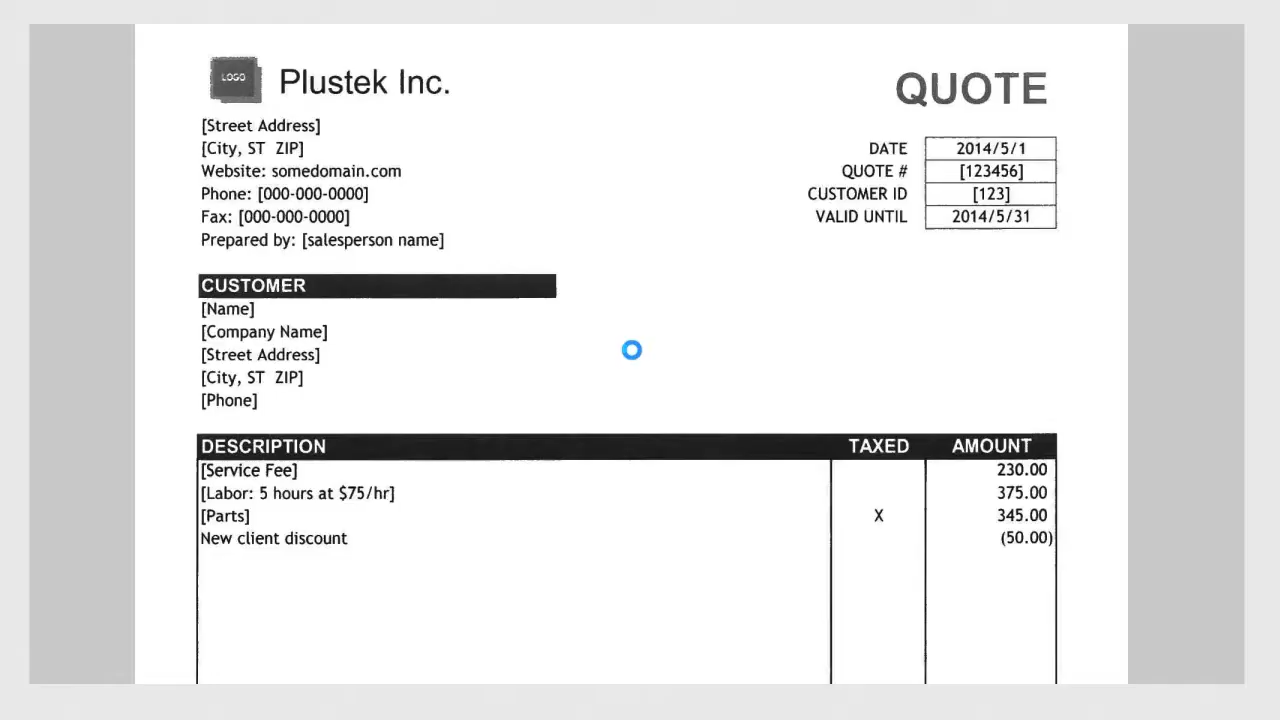 LOGO
Plustek Inc.
QUOTE
[Street Address]
[City, ST  ZIP]
Website: somedomain.com
Phone: [000-000-0000]
Fax: [000-000-0000]
Prepared by: [salesperson name]
DATE 2014/5/1
QUOTE # [123456]
CUSTOMER ID [123]
VALID UNTIL 2014/5/31
CUSTOMER
[Name]
[Company Name]
[Street Address]
[City, ST  ZIP]
[Phone]
DESCRIPTION TAXED AMOUNT
[Service Fee] 230.00
[Labor: 5 hours at $75/hr] 375.00
[Parts] X 345.00
New client discount (50.00)